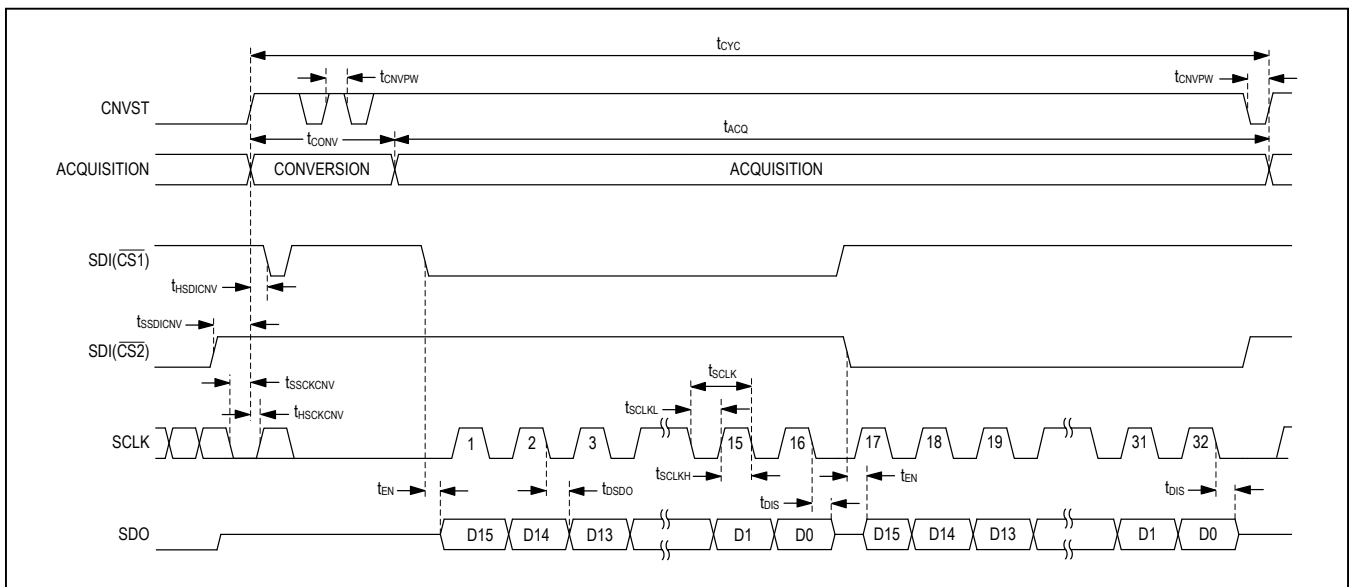 tCYC
tCNVPW
tCNVPW
CNVST
tCONV
tACQ
ACQUISITION
CONVERSION
ACQUISITION
SDI(CS1)
tHSDICNV
tSSDICNV
SDI(CS2)
tSSCKCNV
tSCLK
tHSCKCNV
tSCLKL
SCLK
1 2 3 15 16 17 18 19 31 32
tEN
tDSDO
tSCLKH
tDIS
tEN
tDIS
SDO
D15 D14 D13 D1 D0 D15 D14 D13 D1 D0